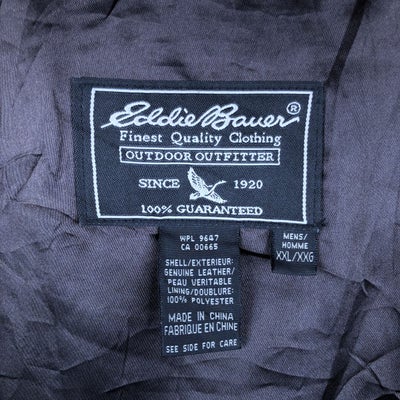 Eddie Bauer®
Finest Quality Clothing
OUTDOOR OUTFITTER
SINCE 1920
100% GUARANTEED
WPL 9647
CA 00665
SHELL/EXTERIEUR:
GENUINE LEATHER/
PEAU VERITABLE
LINING/DOUBLURE:
100% POLYESTER
MADE IN CHINA
FABRIQUE EN CHINE
SEE SIDE FOR CARE
MENS/
HOMME
XXL/XXG